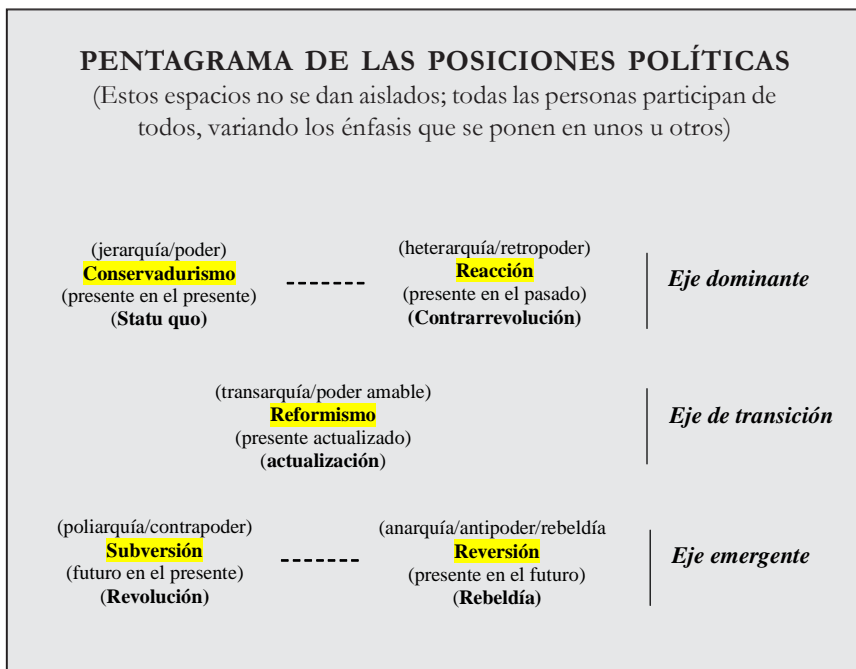 PENTAGRAMA DE LAS POSICIONES POLÍTICAS
(Estos espacios no se dan aislados; todas las personas participan de
todos, variando los énfasis que se ponen en unos u otros)
(jerarquía/poder)
Conservadurismo
(presente en el presente)
(Statu quo)
(heterarquía/retropoder)
Reacción
(presente en el pasado)
(Contrarrevolución)
Eje dominante
(transarquía/poder amable)
Reformismo
(presente actualizado)
(actualización)
Eje de transición
(poliarquía/contrapoder)
Subversión
(futuro en el presente)
(Revolución)
(anarquía/antipoder/rebeldía
Reversión
(presente en el futuro)
(Rebeldía)
Eje emergente